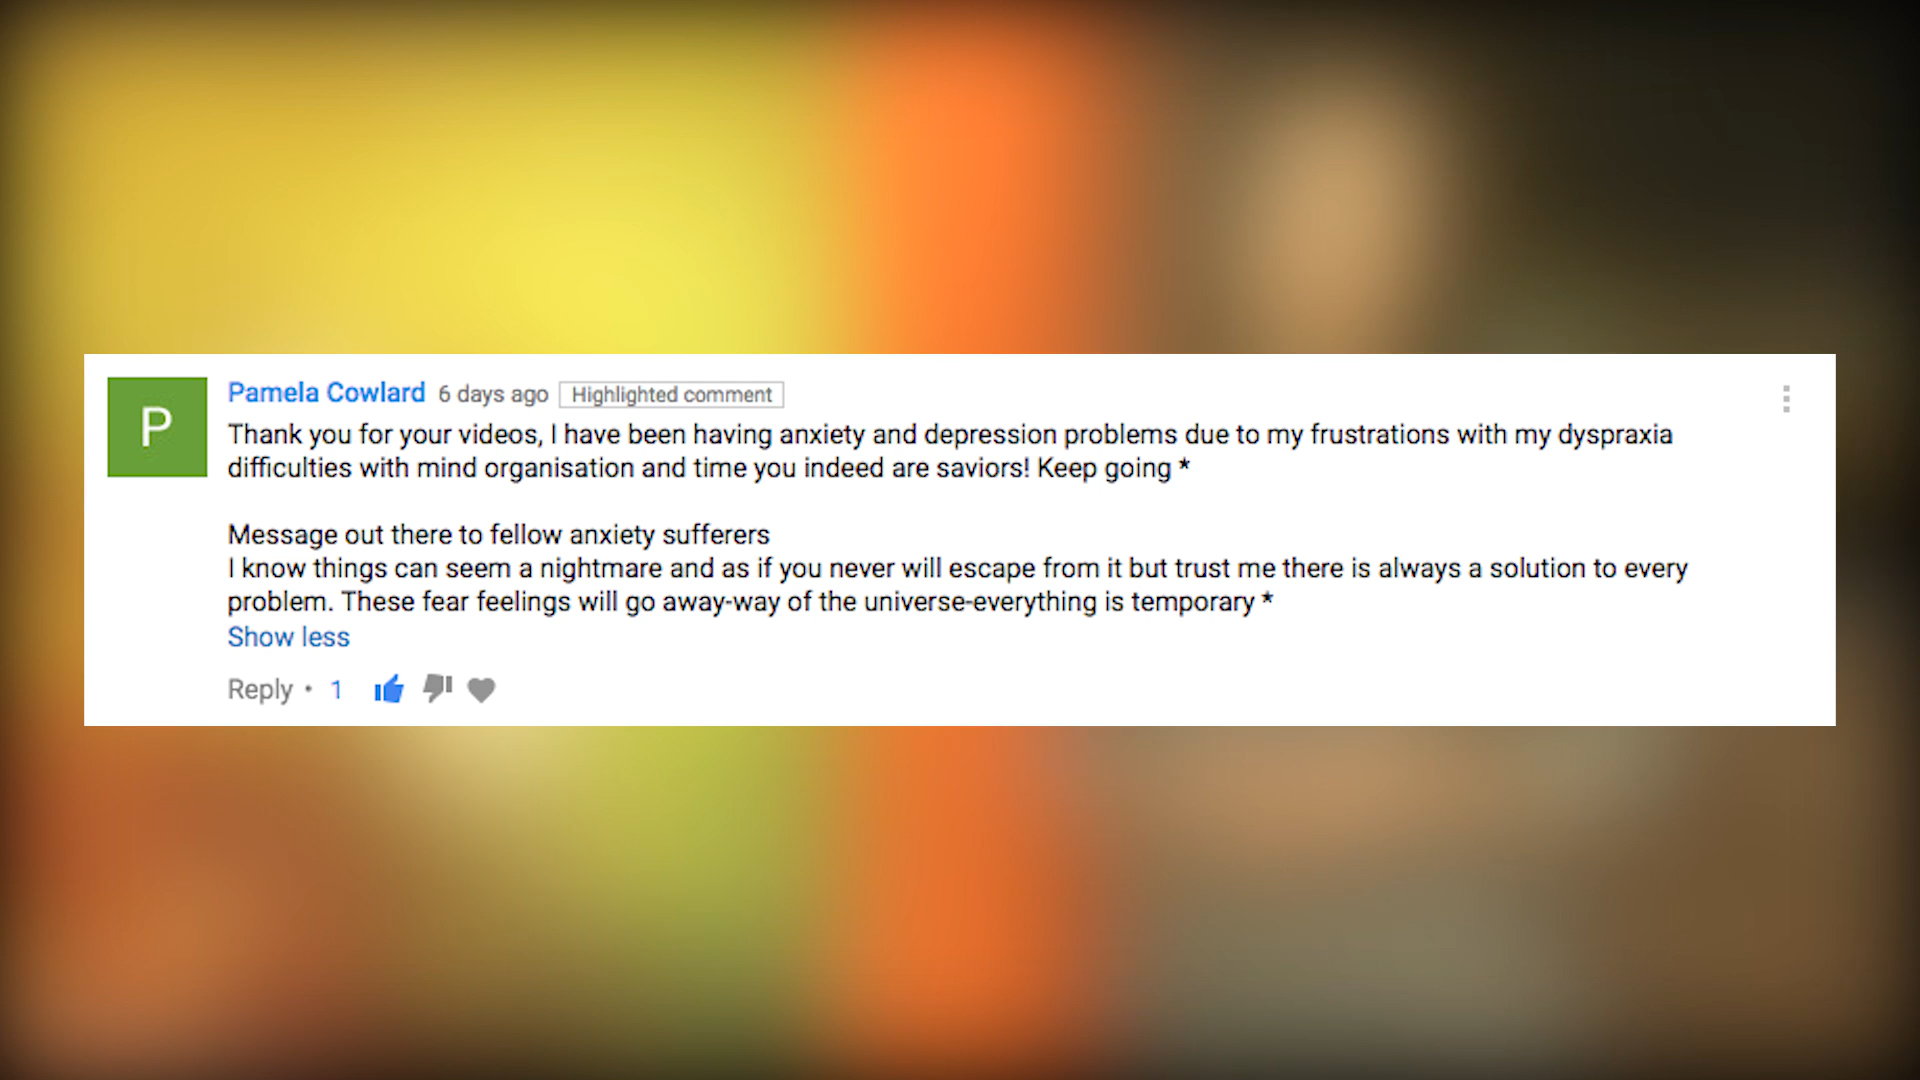 P
Pamela Cowlard 6 days ago Highlighted comment
Thank you for your videos, I have been having anxiety and depression problems due to my frustrations with my dyspraxia
difficulties with mind organisation and time you indeed are saviors! Keep going *
Message out there to fellow anxiety sufferers
I know things can seem a nightmare and as if you never will escape from it but trust me there is always a solution to every
problem. These fear feelings will go away-way of the universe-everything is temporary *
Show less
Reply • 1